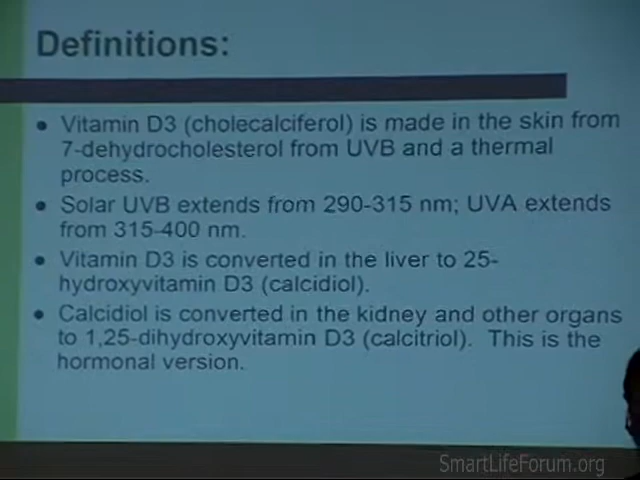 Definitions:
• Vitamin D3 (cholecalciferol) is made in the skin from
7-dehydrocholesterol from UVB and a thermal
process.
• Solar UVB extends from 290-315 nm; UVA extends
from 315-400 nm.
• Vitamin D3 is converted in the liver to 25-
hydroxyvitamin D3 (calcidiol).
• Calcidiol is converted in the kidney and other organs
to 1,25-dihydroxyvitamin D3 (calcitriol). This is the
hormonal version.
SmartLifeForum.org